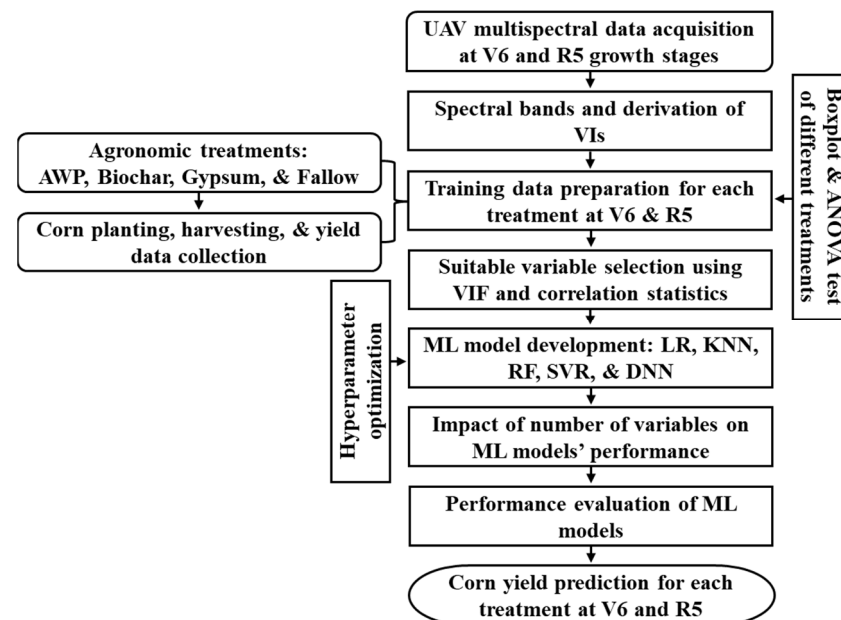 UAV multispectral data acquisition
at V6 and R5 growth stages
Spectral bands and derivation of
VIs
Agronomic treatments:
AWP, Biochar, Gypsum, & Fallow
Corn planting, harvesting, & yield
data collection
Training data preparation for each
treatment at V6 & R5
Boxplot & ANOVA test
of different treatments
Suitable variable selection using
VIF and correlation statistics
Hyperparameter
optimization
ML model development: LR, KNN,
RF, SVR, & DNN
Impact of number of variables on
ML models’ performance
Performance evaluation of ML
models
Corn yield prediction for each
treatment at V6 and R5